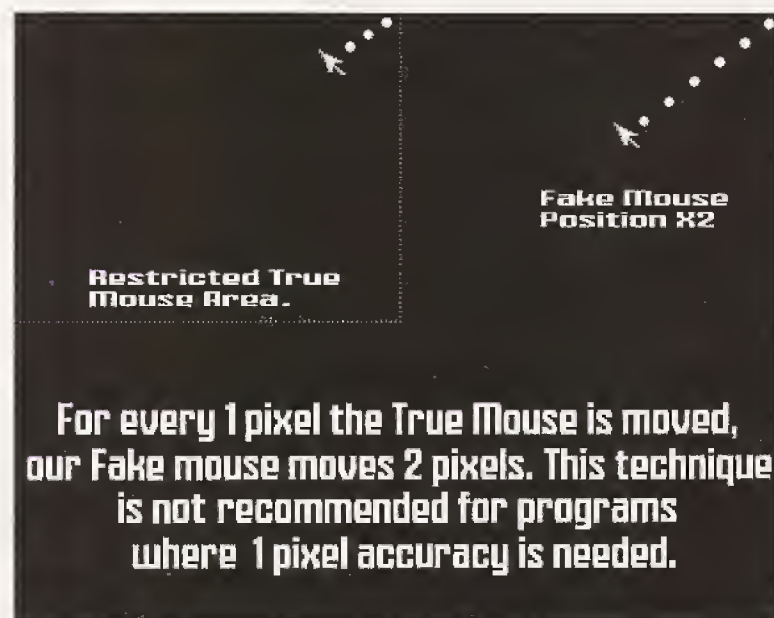 Fake Mouse
Position X2
Restricted True
Mouse Area.
For every 1 pixel the True Mouse is moved,
our Fake mouse moves 2 pixels. This technique
is not recommended for programs
where 1 pixel accuracy is needed.